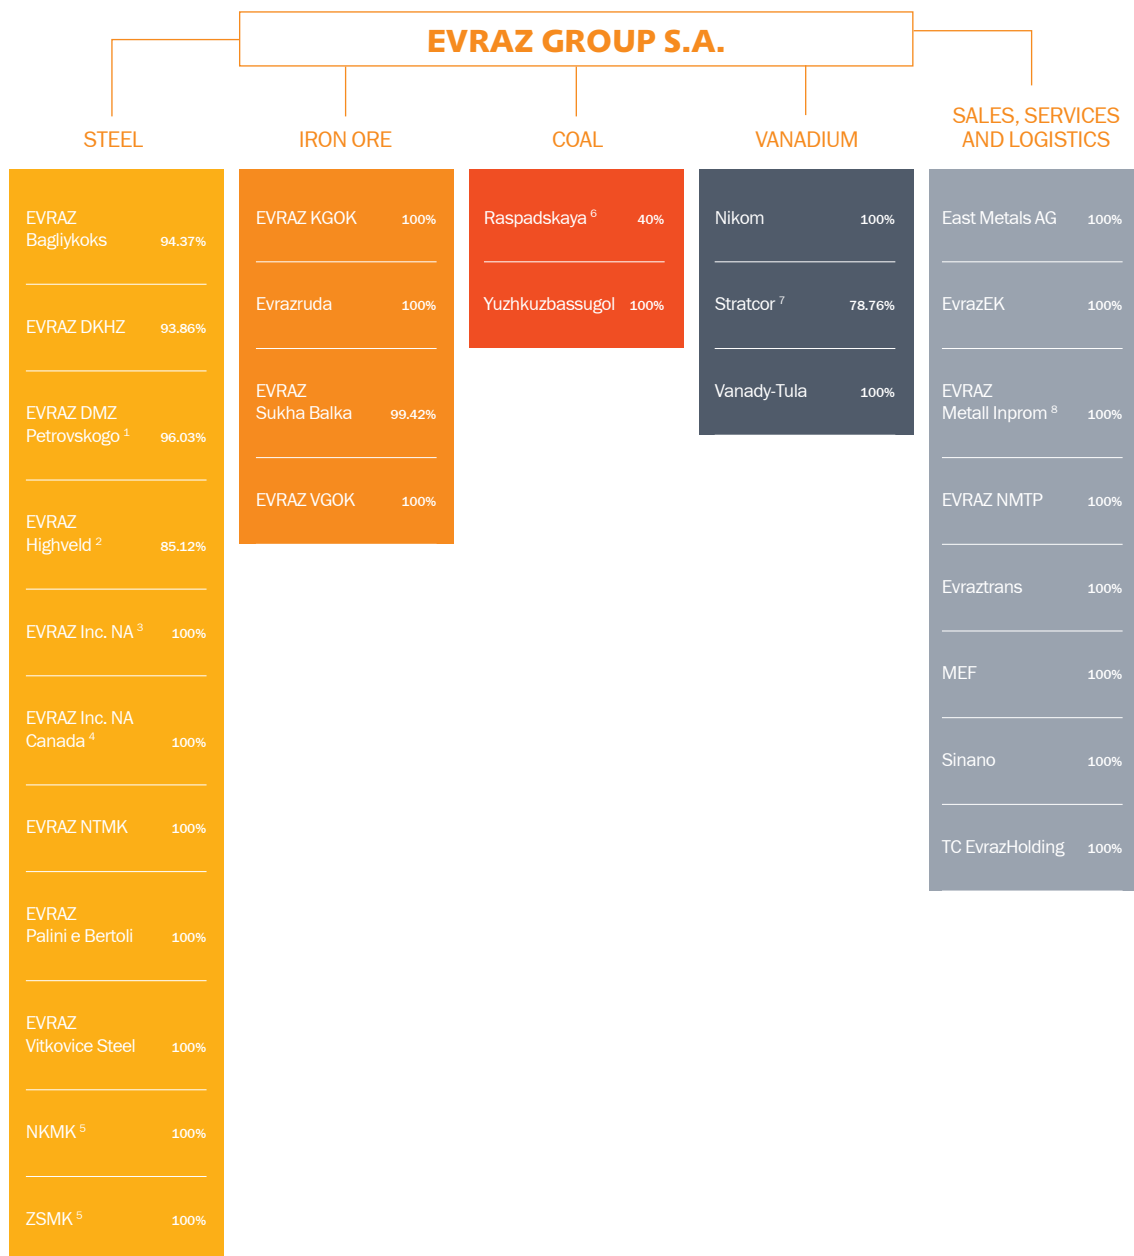 EVRAZ GROUP S.A.
STEEL
EVRAZ
Bagliykoks 94.37%
EVRAZ DKHZ 93.86%
EVRAZ DMZ
Petrovskogo 1 96.03%
EVRAZ
Highveld 2 85.12%
EVRAZ Inc. NA 3 100%
EVRAZ Inc. NA
Canada 4 100%
EVRAZ NTMK 100%
EVRAZ
Palini e Bertoli 100%
EVRAZ
Vitkovice Steel 100%
NKMK 5 100%
ZSMK 5 100%
IRON ORE
EVRAZ KGOK 100%
Evrazruda 100%
EVRAZ
Sukha Balka 99.42%
EVRAZ VGOK 100%
COAL
Raspadskaya 6 40%
Yuzhkuzbassugol 100%
VANADIUM
Nikom 100%
Stratcor 7 78.76%
Vanady-Tula 100%
SALES, SERVICES
AND LOGISTICS
East Metals AG 100%
EvrazEK 100%
EVRAZ
Metall Inprom 8 100%
EVRAZ NMTP 100%
Evraztrans 100%
MEF 100%
Sinano 100%
TC EvrazHolding 100%